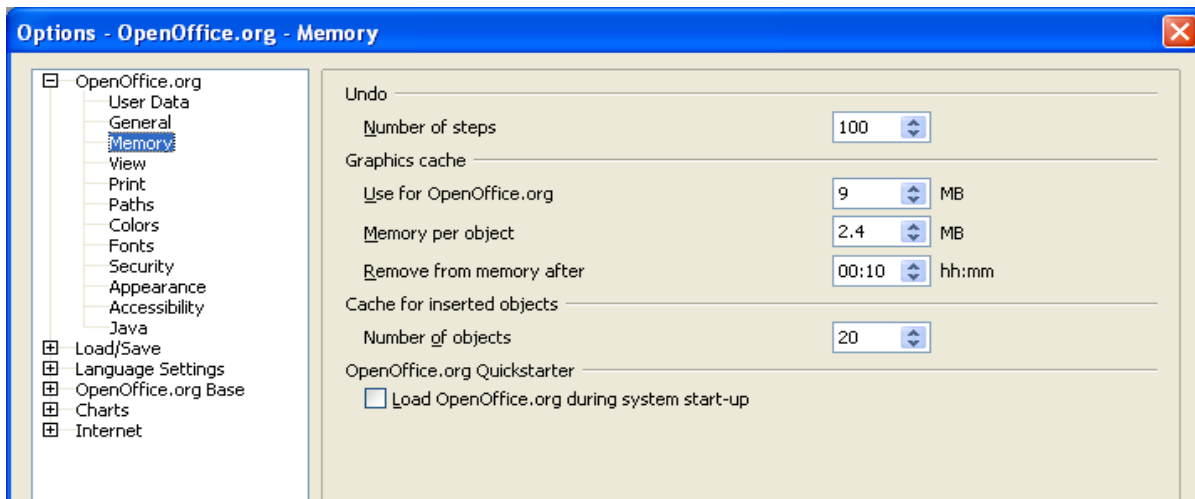 Options - OpenOffice.org - Memory
OpenOffice.org
User Data
General
Memory
View
Print
Paths
Colors
Fonts
Security
Appearance
Accessibility
Java
Load/Save
Language Settings
OpenOffice.org Base
Charts
Internet
Undo
Number of steps 100
Graphics cache
Use for OpenOffice.org 9 MB
Memory per object 2.4 MB
Remove from memory after 00:10 hh:mm
Cache for inserted objects
Number of objects 20
OpenOffice.org Quickstarter
Load OpenOffice.org during system start-up